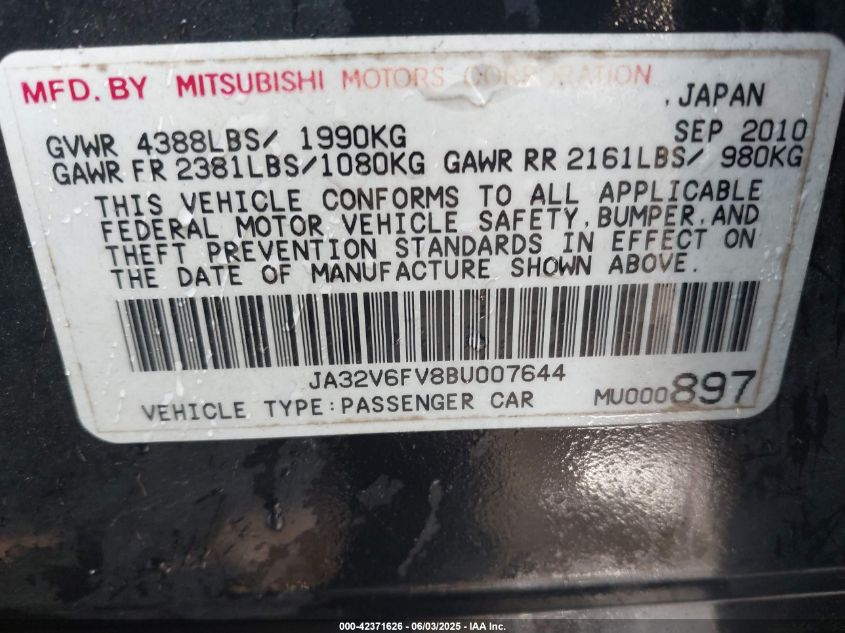 MFD. BY MITSUBISHI MOTORS CORPORATION
, JAPAN
GVWR 4388LBS/ 1990KG SEP 2010
GAWR FR 2381LBS/1080KG GAWR RR 2161LBS/ 980KG
THIS VEHICLE CONFORMS TO ALL APPLICABLE
FEDERAL MOTOR VEHICLE SAFETY, BUMPER, AND
THEFT PREVENTION STANDARDS IN EFFECT ON
THE DATE OF MANUFACTURE SHOWN ABOVE.
JA32V6FV8BU007644
VEHICLE TYPE:PASSENGER CAR MU000897
000-42371626 - 06/03/2025 - IAA Inc.